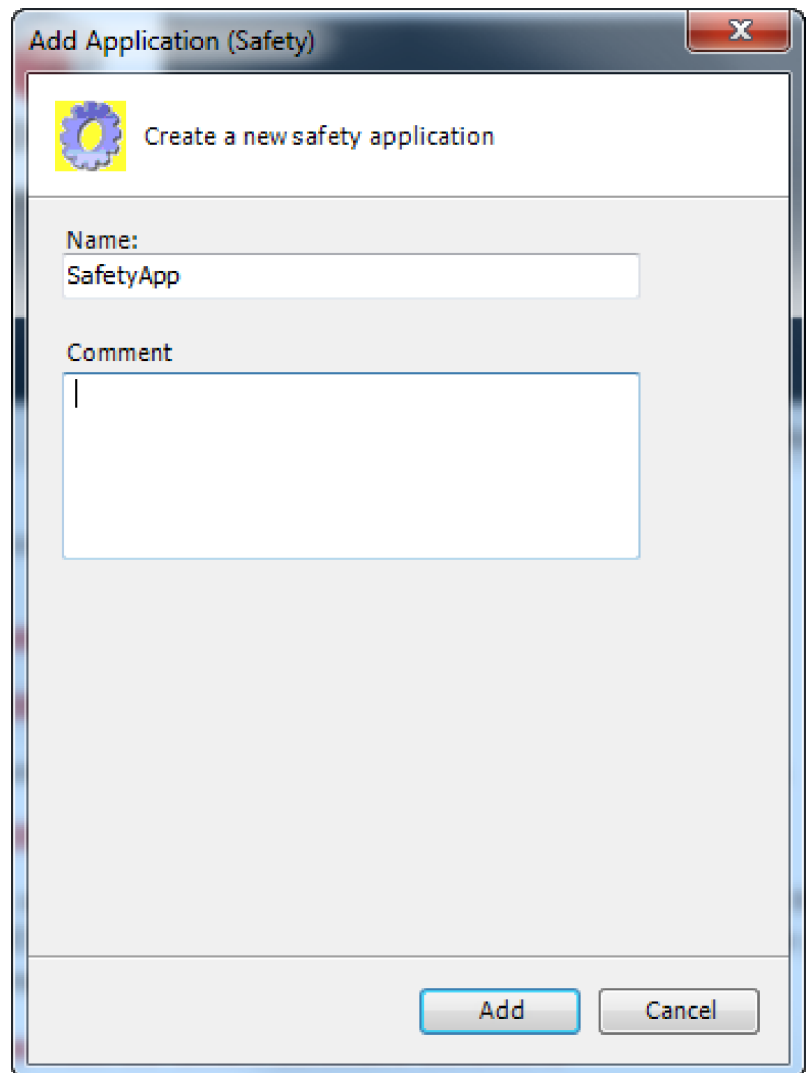 Add Application (Safety)
Create a new safety application
Name:
SafetyApp
Comment
Add
Cancel